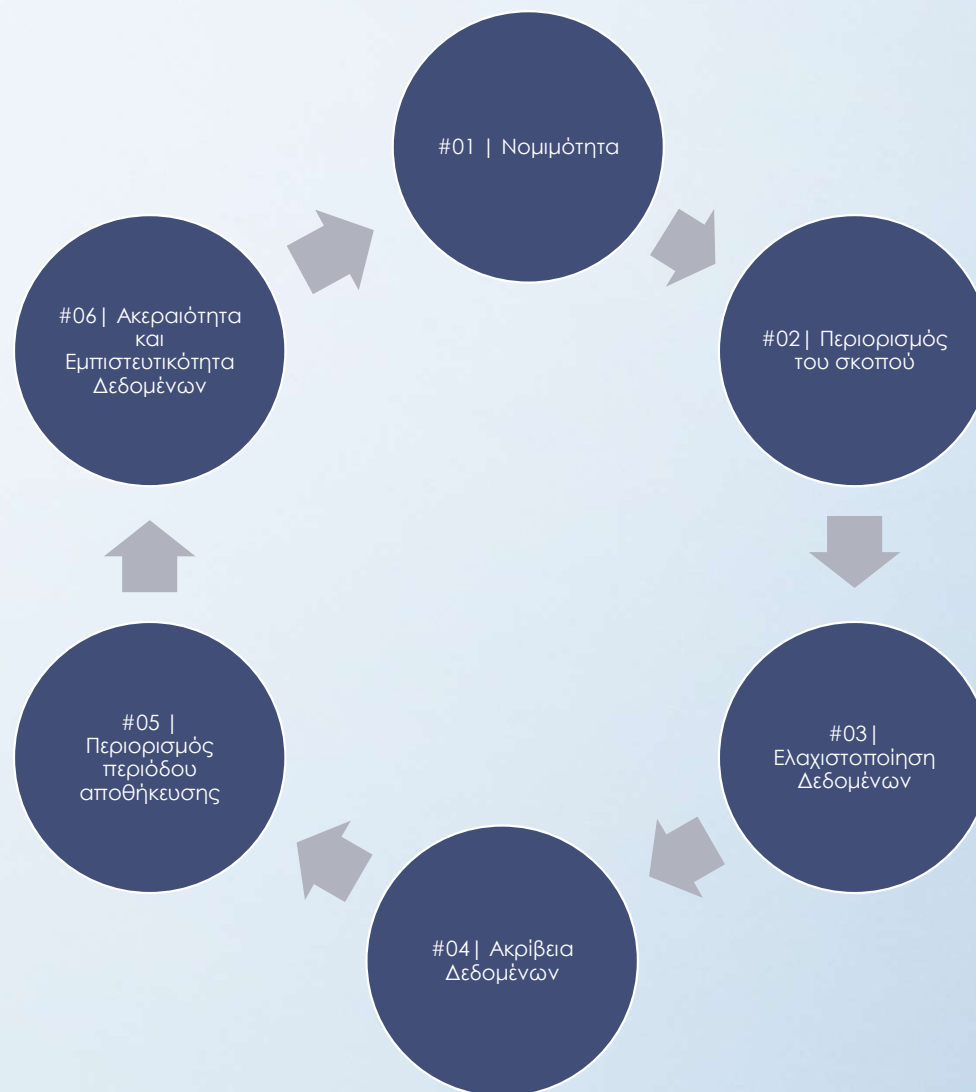 #01 | Νομιμότητα
#02| Περιορισμός
του σκοπού
#03|
Ελαχιστοποίηση
Δεδομένων
#04| Ακρίβεια
Δεδομένων
#05 |
Περιορισμός
περιόδου
αποθήκευσης
#06| Ακεραιότητα
και
Εμπιστευτικότητα
Δεδομένων